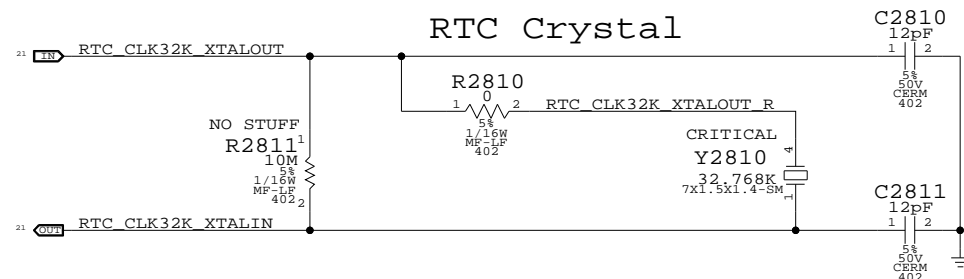 RTC Crystal
C2810
12pF
1 2
5%
50V
CERM
402
21 IN RTC_CLK32K_XTALOUT
R2810
0
1 2 RTC_CLK32K_XTALOUT_R
5%
1/16W
MF-LF
402
NO STUFF
R2811 1
10M
5%
1/16W
MF-LF
402 2
CRITICAL
Y2810
32.768K
7X1.5X1.4-SM
4
1
C2811
12pF
1 2
5%
50V
CERM
402
21 OUT RTC_CLK32K_XTALIN